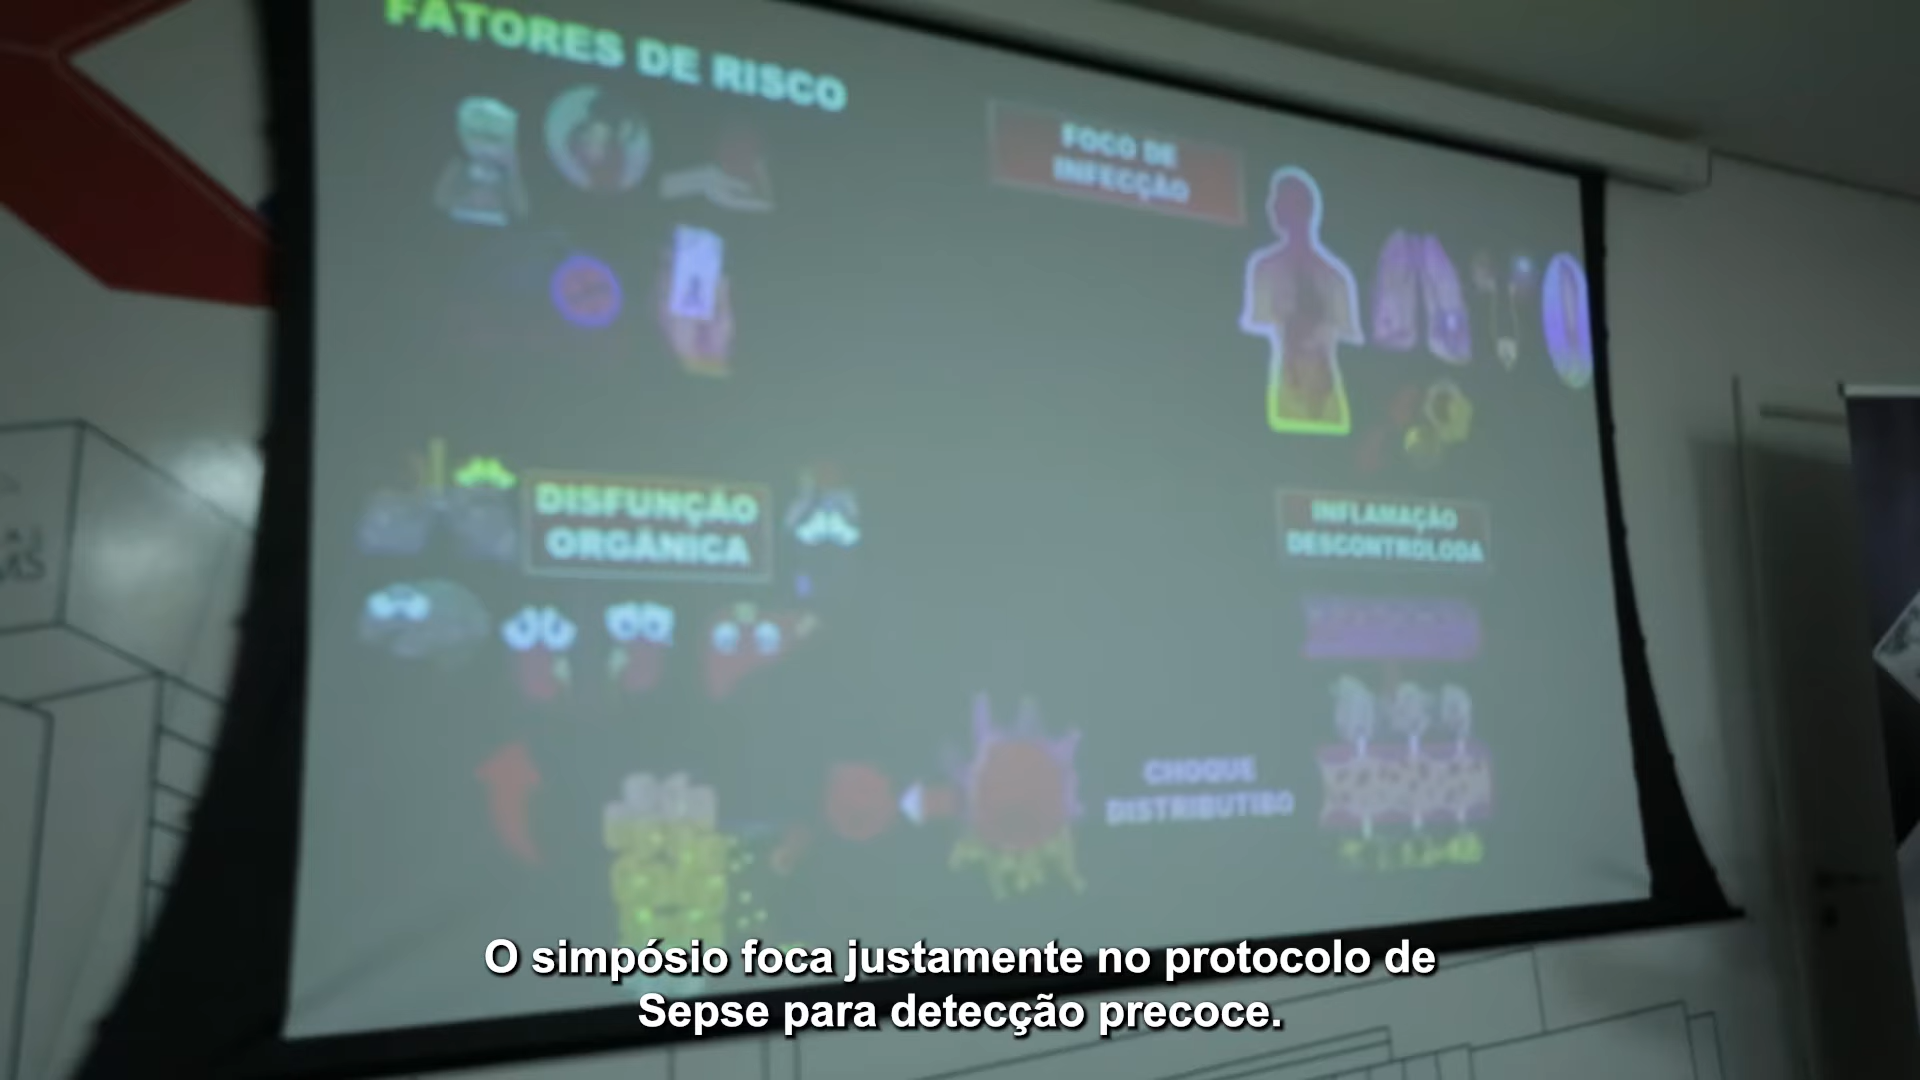 FATORES DE RISCO
FOCO DE
INFECÇÃO
DISFUNÇÃO
ORGÂNICA
INFLAMAÇÃO
DESCONTROLODA
CHOQUE
DISTRIBUTIBO
O simpósio foca justamente no protocolo de
Sepse para detecção precoce.